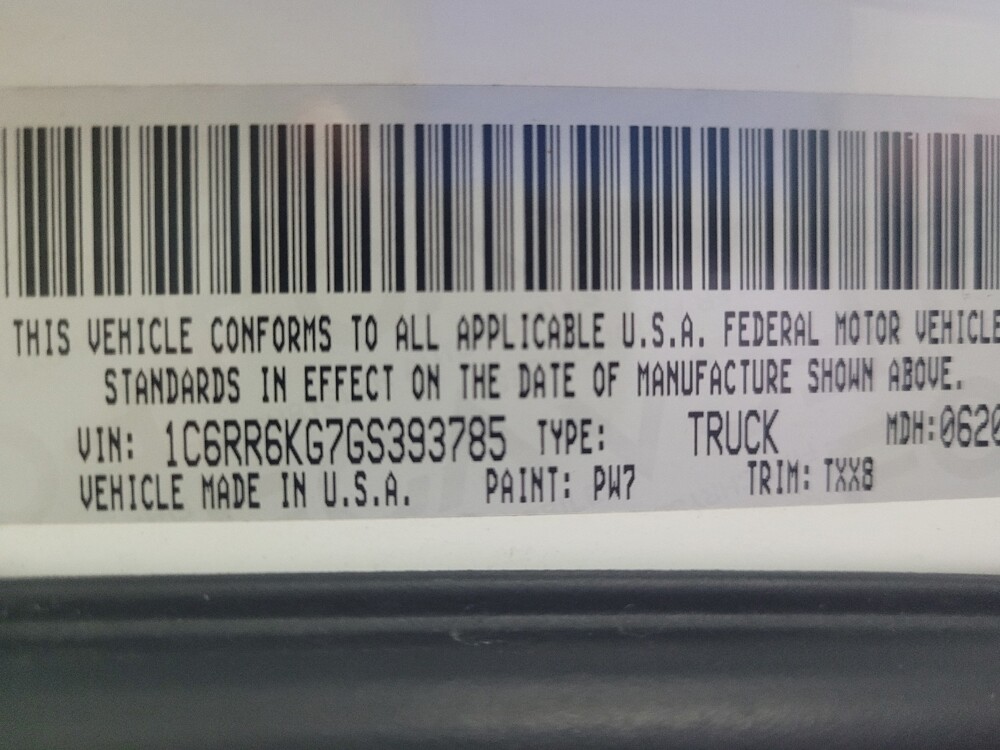 THIS VEHICLE CONFORMS TO ALL APPLICABLE U.S.A. FEDERAL MOTOR VEHICLE
STANDARDS IN EFFECT ON THE DATE OF MANUFACTURE SHOWN ABOVE.
VIN: 1C6RR6KG7GS393785 TYPE: TRUCK MDH:0620
VEHICLE MADE IN U.S.A. PAINT: PW7 TRIM: TXX8